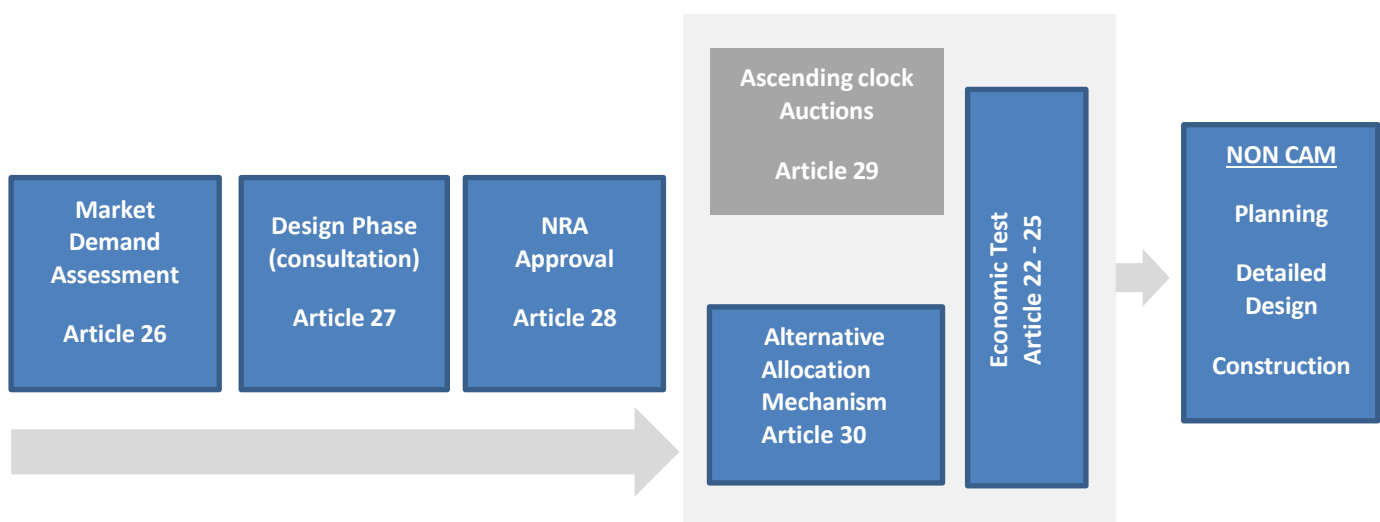 Market
Demand
Assessment
Article 26
Design Phase
(consultation)
Article 27
NRA
Approval
Article 28
Ascending clock
Auctions
Article 29
Alternative
Allocation
Mechanism
Article 30
Economic Test
Article 22 - 25
NON CAM
Planning
Detailed
Design
Construction